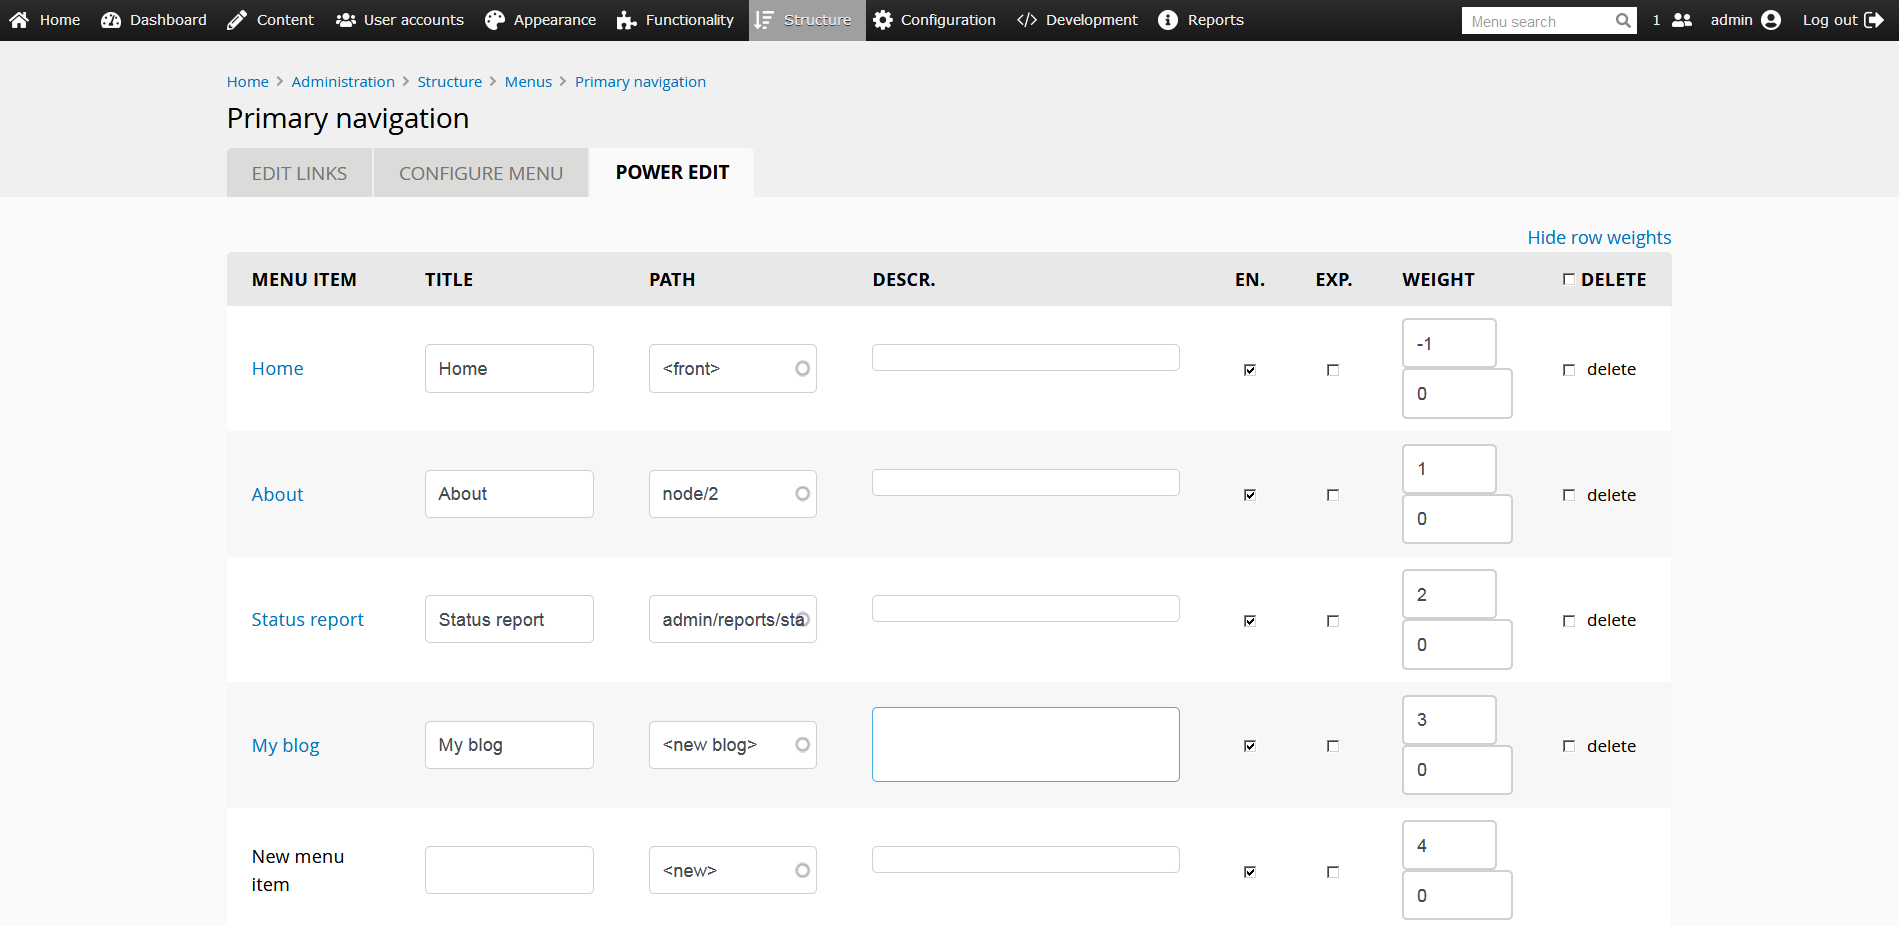 Home Dashboard Content User accounts Appearance Functionality Structure Configuration Development Reports Menu search 1 admin Log out
Home Administration Structure Menus Primary navigation
Primary navigation
EDIT LINKS CONFIGURE MENU POWER EDIT
Hide row weights
MENU ITEM TITLE PATH DESCR. EN. EXP. WEIGHT DELETE
-1
Home Home <front> delete
0
1
About About node/2 delete
0
2
Status report Status report admin/reports/sta delete
0
3
My blog My blog <new blog> delete
0
4
New menu
item <new>
0